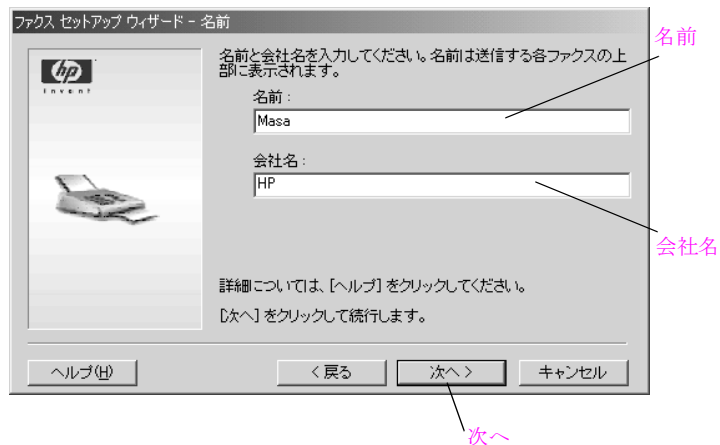 ファクス セットアップ ウィザード - 名前
hp
invent
名前と会社名を入力してください。名前は送信する各ファクスの上
部に表示されます。
名前：
Masa
会社名：
HP
詳細については、[ヘルプ] をクリックしてください。
[次へ] をクリックして続行します。
ヘルプ(H)
< 戻る
次へ >
キャンセル
名前
会社名
次へ